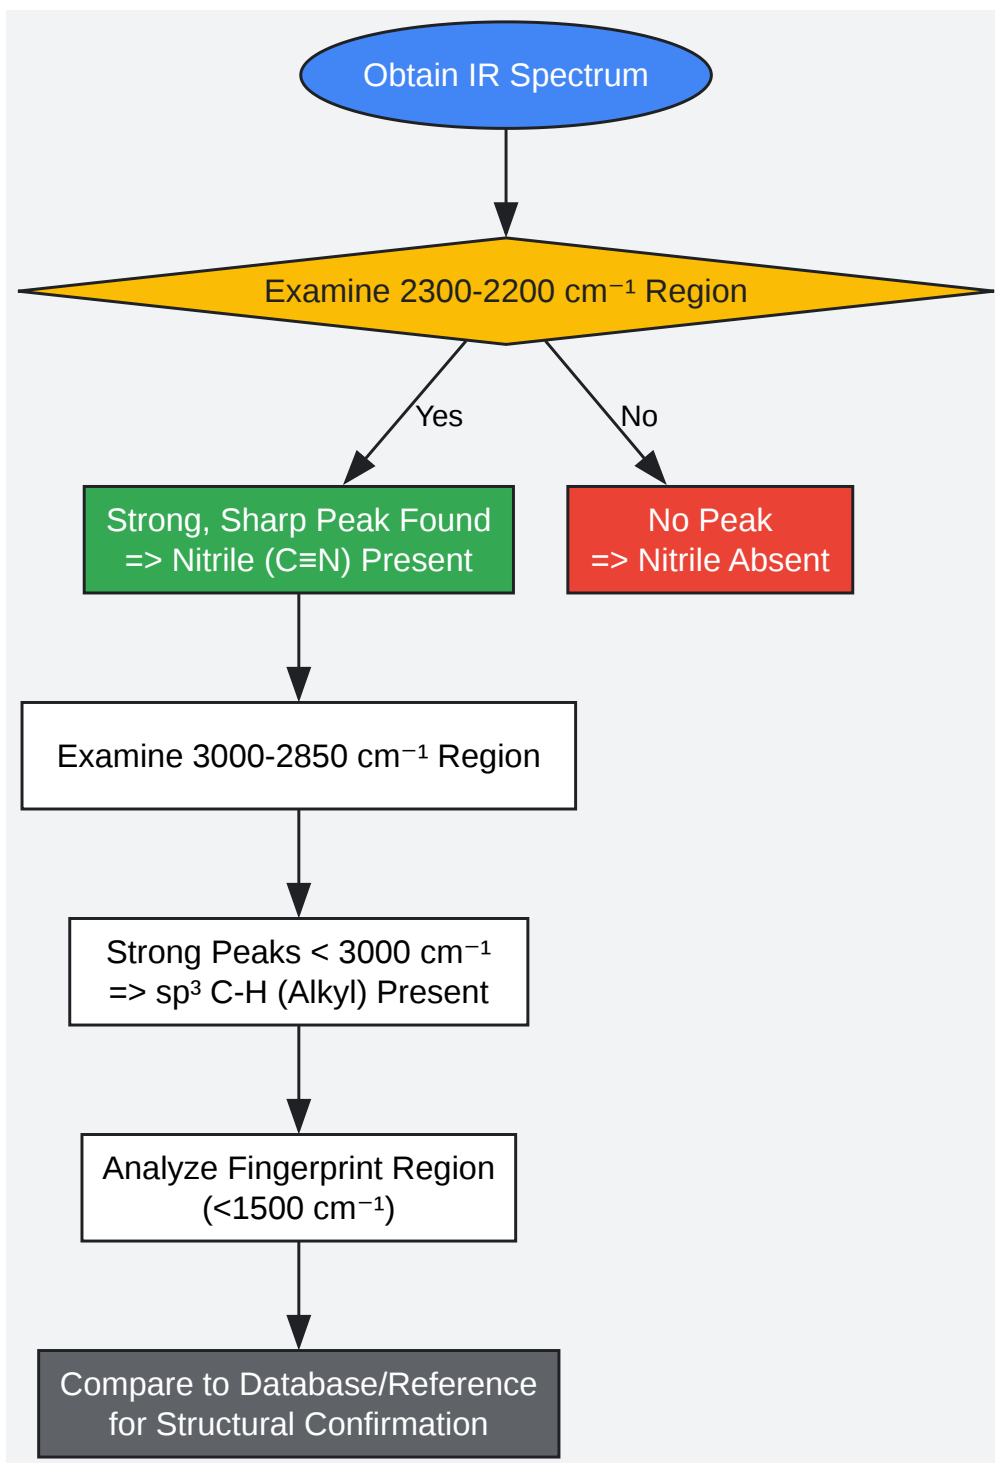 Obtain IR Spectrum
Examine 2300-2200 cm⁻¹ Region
Yes
No
Strong, Sharp Peak Found
=> Nitrile (C≡N) Present
No Peak
=> Nitrile Absent
Examine 3000-2850 cm⁻¹ Region
Strong Peaks < 3000 cm⁻¹
=> sp³ C-H (Alkyl) Present
Analyze Fingerprint Region
(<1500 cm⁻¹)
Compare to Database/Reference
for Structural Confirmation